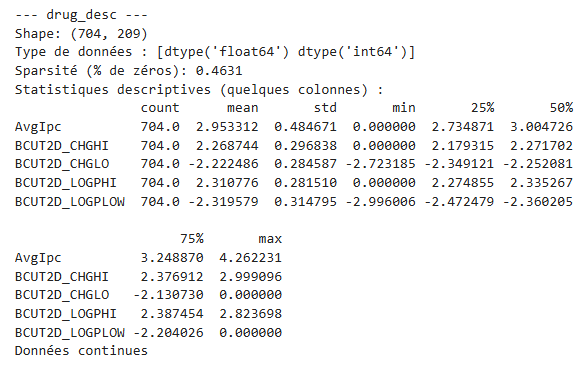 --- drug_desc ---
Shape: (704, 209)
Type de données : [dtype('float64') dtype('int64')]
Sparsité (% de zéros): 0.4631
Statistiques descriptives (quelques colonnes) :
count mean std min 25% 50%
AvgIpc 704.0 2.953312 0.484671 0.000000 2.734871 3.004726
BCUT2D_CHGHI 704.0 2.268744 0.296838 0.000000 2.179315 2.271702
BCUT2D_CHGLO 704.0 -2.222486 0.284587 -2.723185 -2.349121 -2.252081
BCUT2D_LOGPHI 704.0 2.310776 0.281510 0.000000 2.274855 2.335267
BCUT2D_LOGPLOW 704.0 -2.319579 0.314795 -2.996006 -2.472479 -2.360205
75% max
AvgIpc 3.248870 4.262231
BCUT2D_CHGHI 2.376912 2.999096
BCUT2D_CHGLO -2.130730 0.000000
BCUT2D_LOGPHI 2.387454 2.823698
BCUT2D_LOGPLOW -2.204026 0.000000
Données continues